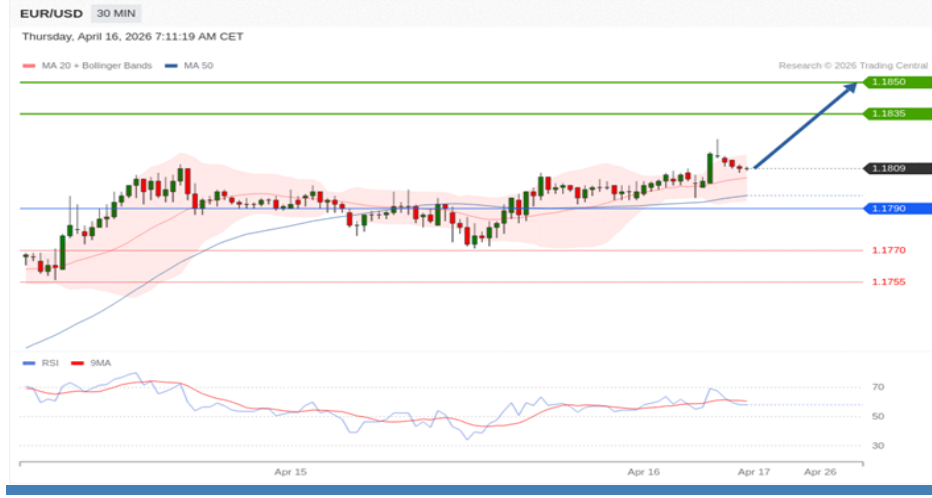 EUR/USD 30 MIN
Thursday, April 16, 2026 7:11:19 AM CET
MA 20 + Bollinger Bands MA 50 Research © 2026 Trading Central
1.1850
1.1835
1.1809
1.1790
1.1770
1.1755
RSI 9MA
70
50
30
Apr 15 Apr 16 Apr 17 Apr 26